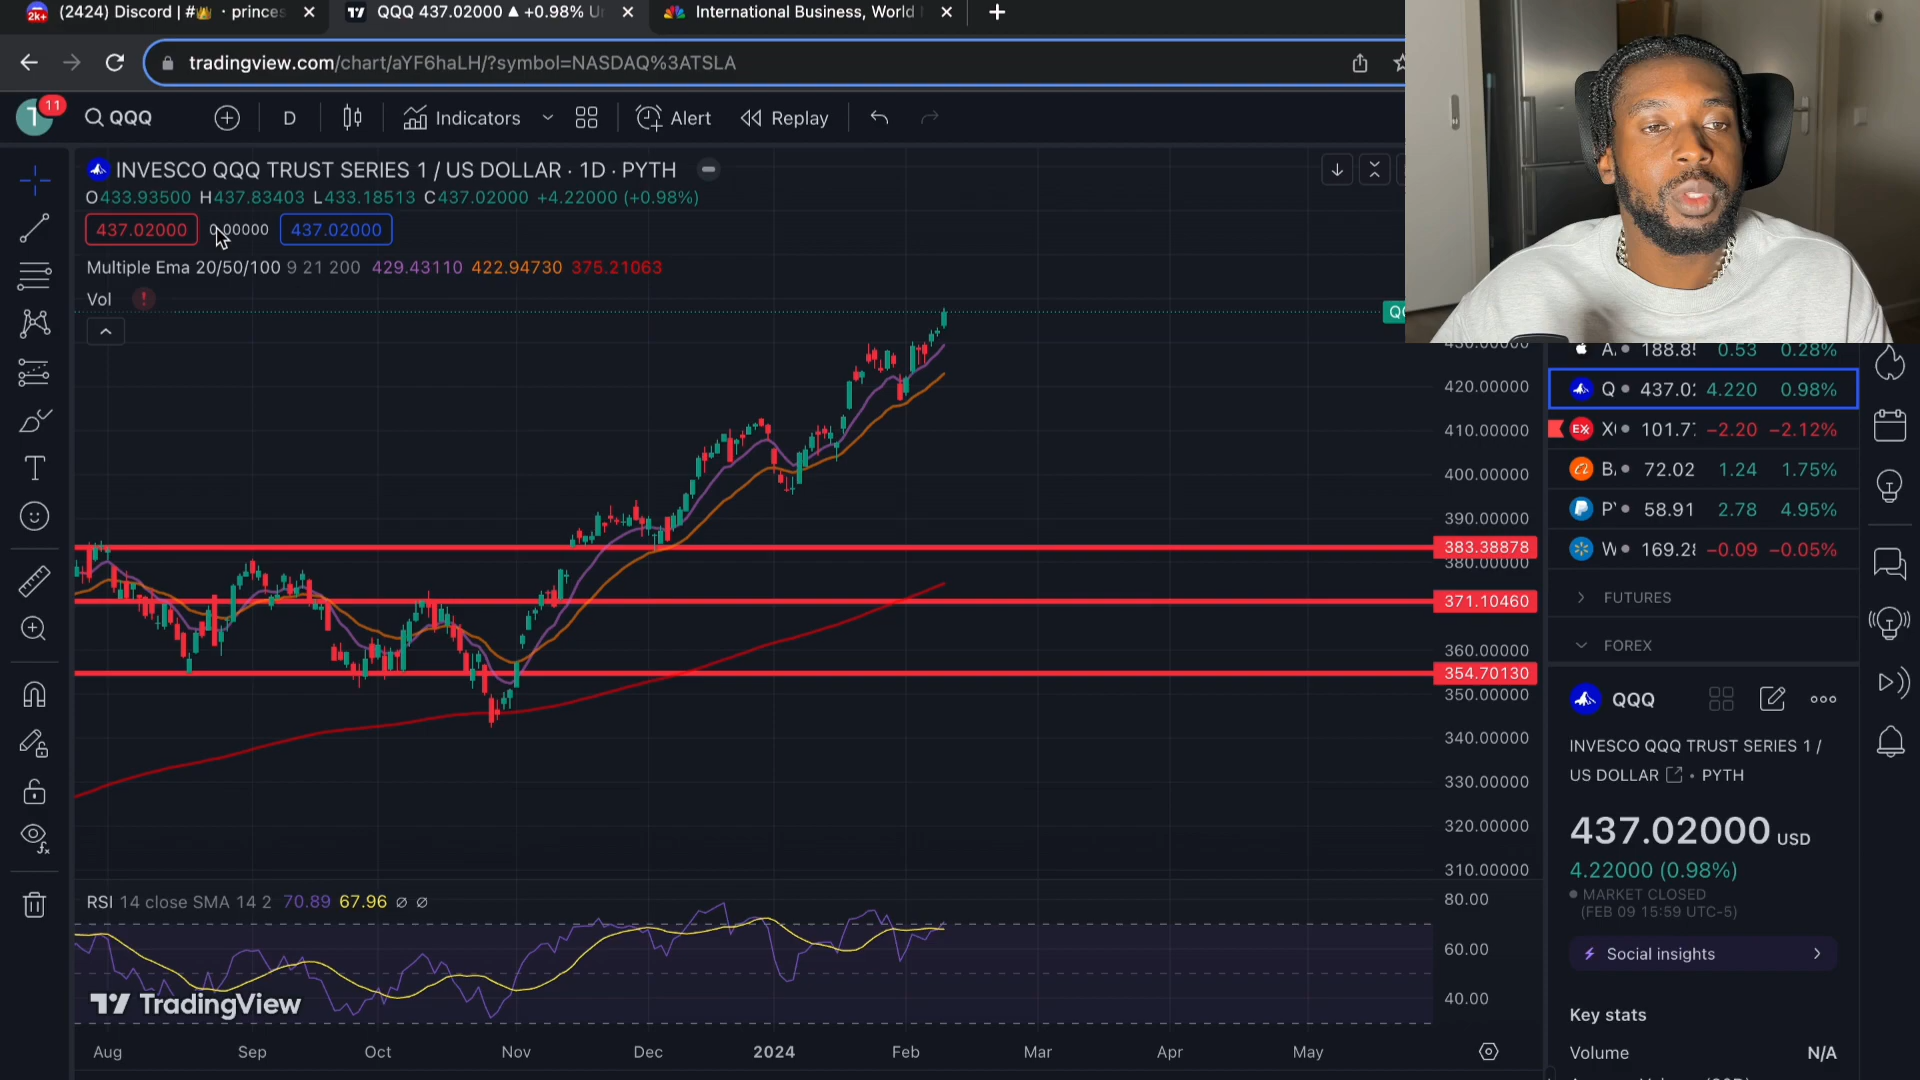 (2424) Discord | #👑 · princes
QQQ 437.02000 ▲ +0.98% Un
International Business, World
2k+
tradingview.com/chart/aYF6haLH/?symbol=NASDAQ%3ATSLA
11
QQQ
D
Indicators
Alert
Replay
INVESCO QQQ TRUST SERIES 1 / US DOLLAR · 1D · PYTH
O433.93500 H437.83403 L433.18513 C437.02000 +4.22000 (+0.98%)
437.02000 0.00000 437.02000
Multiple Ema 20/50/100 9 21 200 429.43110 422.94730 375.21063
Vol
430.00000
420.00000
410.00000
400.00000
390.00000
383.38878
380.00000
371.10460
360.00000
354.70130
350.00000
340.00000
330.00000
320.00000
310.00000
RSI 14 close SMA 14 2 70.89 67.96 ∅ ∅
80.00
60.00
40.00
TradingView
Aug Sep Oct Nov Dec 2024 Feb Mar Apr May
A. 188.8 0.53 0.28%
Q 437.0 4.220 0.98%
X 101.7 −2.20 −2.12%
B. 72.02 1.24 1.75%
P 58.91 2.78 4.95%
W 169.2 −0.09 −0.05%
FUTURES
FOREX
QQQ
INVESCO QQQ TRUST SERIES 1 /
US DOLLAR • PYTH
437.02000 USD
4.22000 (0.98%)
MARKET CLOSED
(FEB 09 15:59 UTC-5)
Social insights
Key stats
Volume N/A